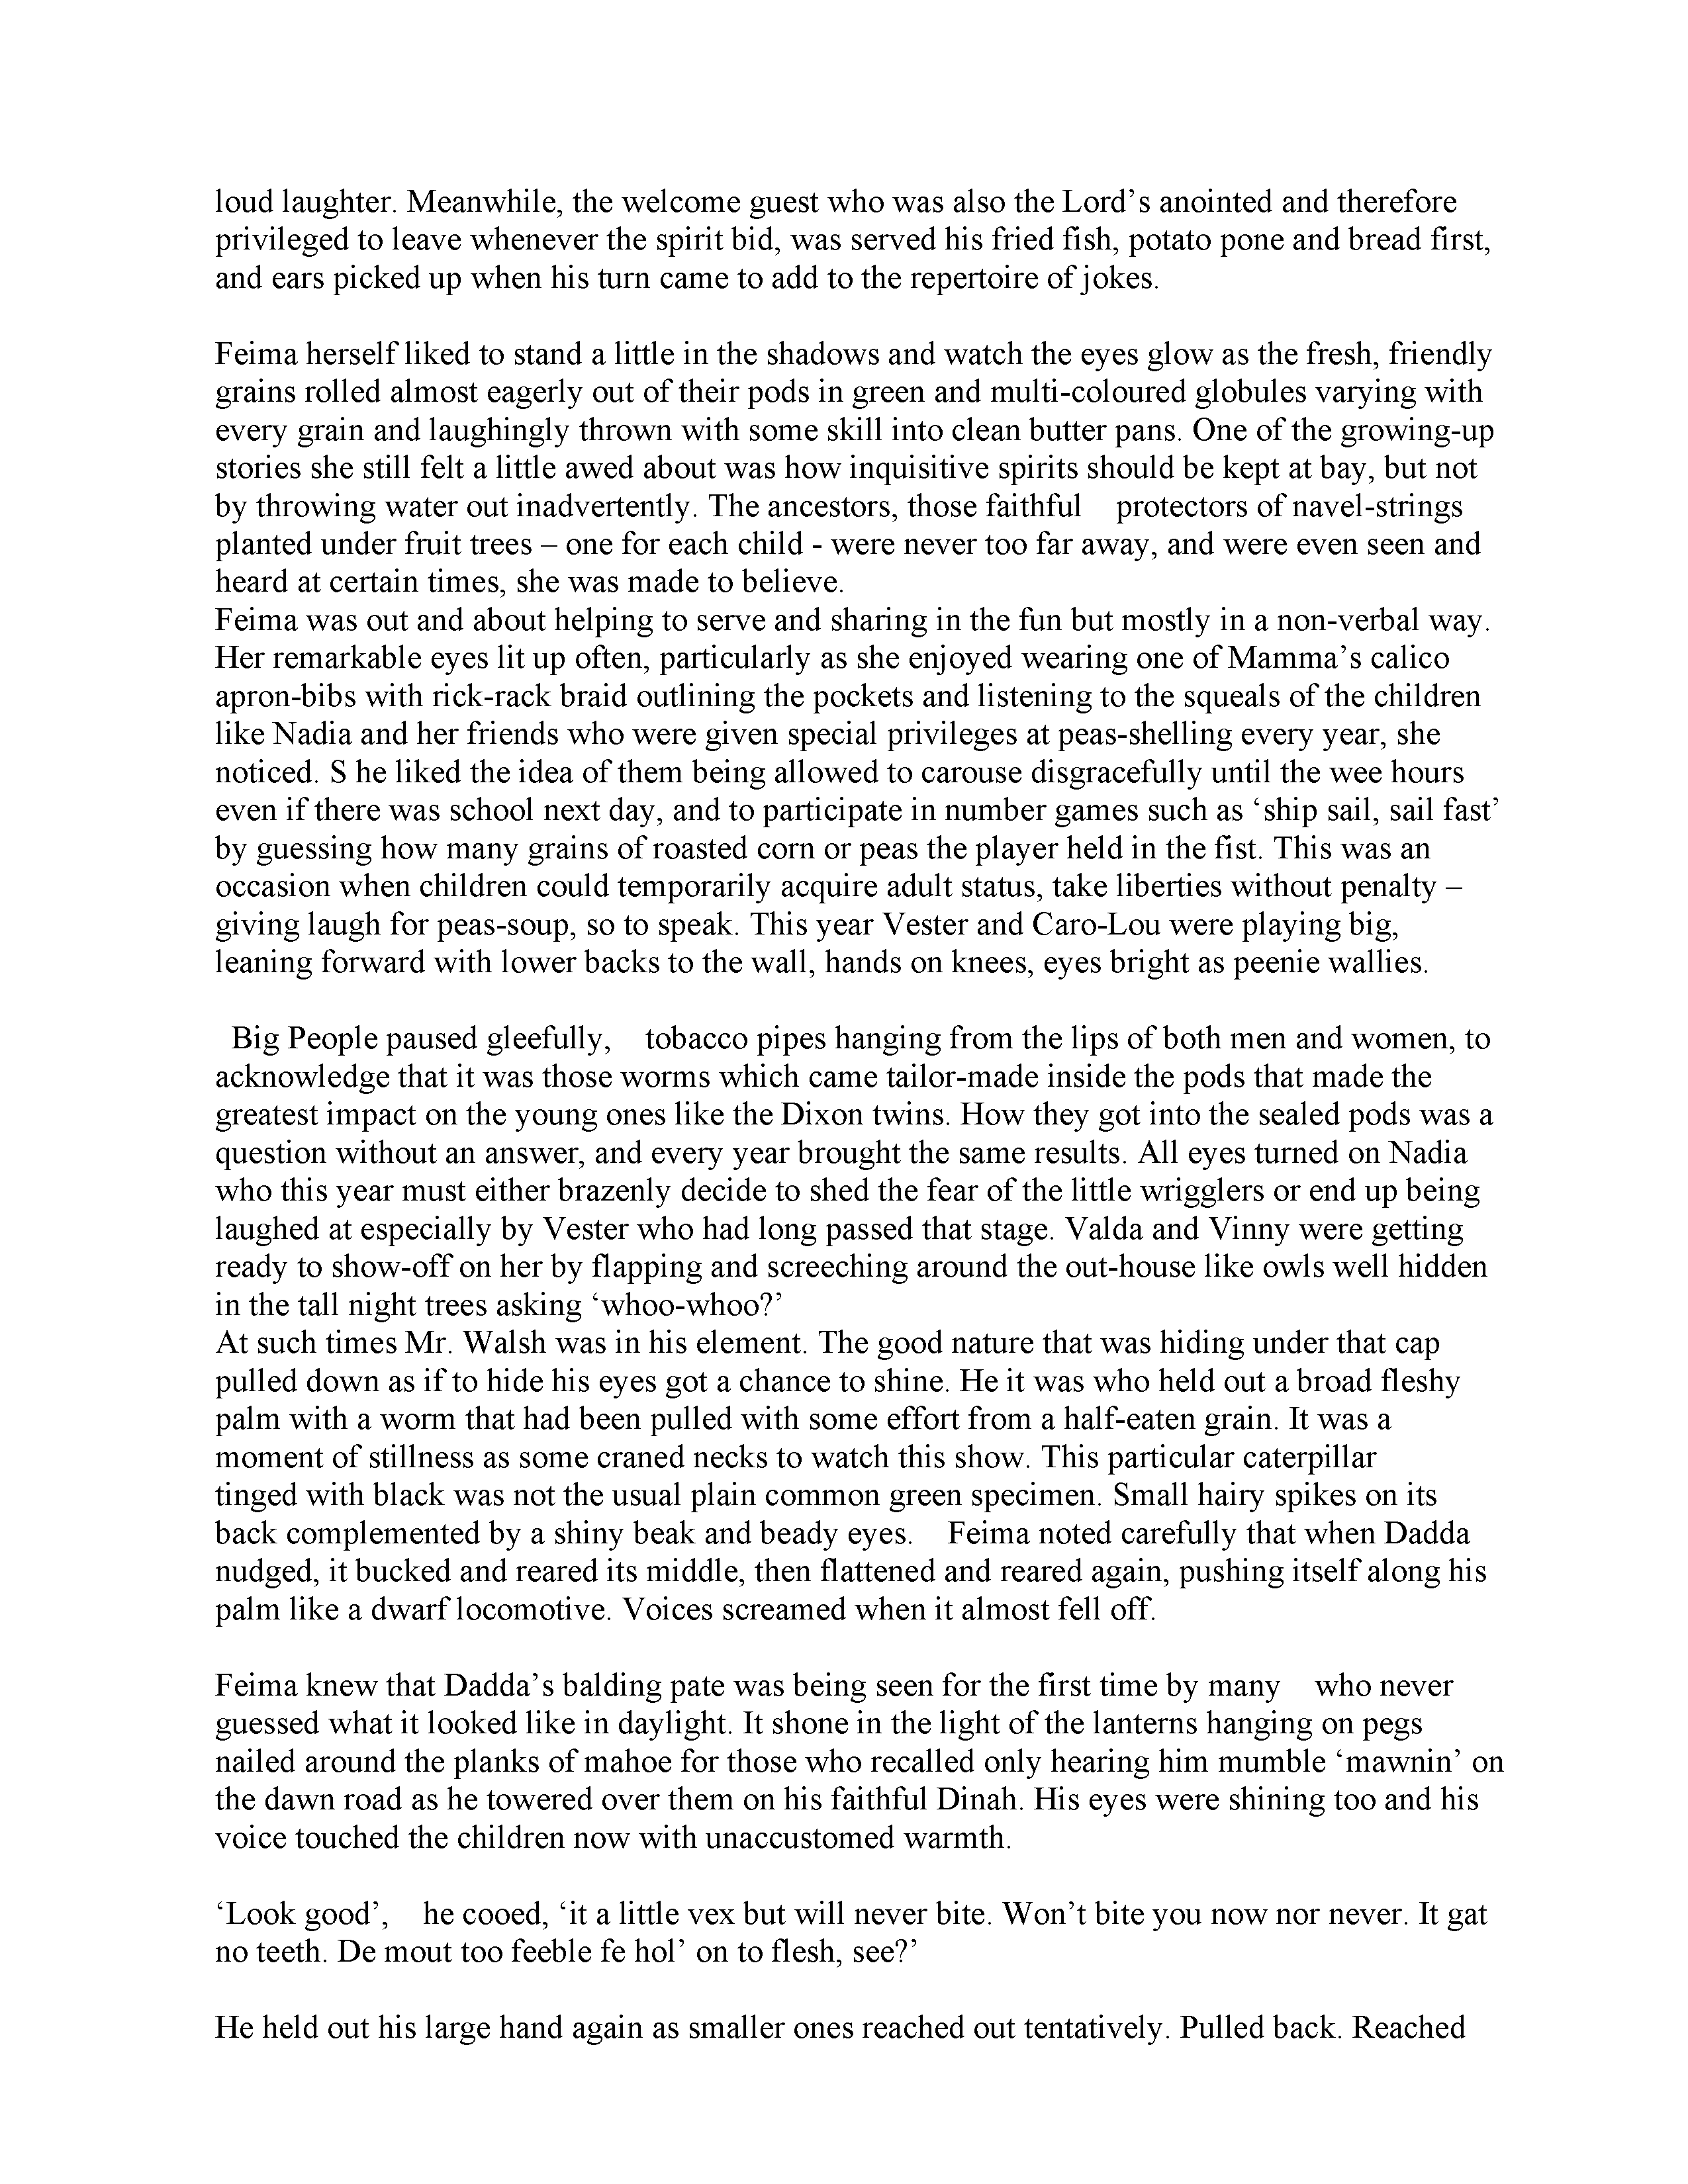 loud laughter. Meanwhile, the welcome guest who was also the Lord’s anointed and therefore
privileged to leave whenever the spirit bid, was served his fried fish, potato pone and bread first,
and ears picked up when his turn came to add to the repertoire of jokes.

Feima herself liked to stand a little in the shadows and watch the eyes glow as the fresh, friendly
grains rolled almost eagerly out of their pods in green and multi-coloured globules varying with
every grain and laughingly thrown with some skill into clean butter pans. One of the growing-up
stories she still felt a little awed about was how inquisitive spirits should be kept at bay, but not
by throwing water out inadvertently. The ancestors, those faithful    protectors of navel-strings
planted under fruit trees – one for each child - were never too far away, and were even seen and
heard at certain times, she was made to believe.
Feima was out and about helping to serve and sharing in the fun but mostly in a non-verbal way.
Her remarkable eyes lit up often, particularly as she enjoyed wearing one of Mamma’s calico
apron-bibs with rick-rack braid outlining the pockets and listening to the squeals of the children
like Nadia and her friends who were given special privileges at peas-shelling every year, she
noticed. S he liked the idea of them being allowed to carouse disgracefully until the wee hours
even if there was school next day, and to participate in number games such as ‘ship sail, sail fast’
by guessing how many grains of roasted corn or peas the player held in the fist. This was an
occasion when children could temporarily acquire adult status, take liberties without penalty –
giving laugh for peas-soup, so to speak. This year Vester and Caro-Lou were playing big,
leaning forward with lower backs to the wall, hands on knees, eyes bright as peenie wallies.

  Big People paused gleefully,    tobacco pipes hanging from the lips of both men and women, to
acknowledge that it was those worms which came tailor-made inside the pods that made the
greatest impact on the young ones like the Dixon twins. How they got into the sealed pods was a
question without an answer, and every year brought the same results. All eyes turned on Nadia
who this year must either brazenly decide to shed the fear of the little wrigglers or end up being
laughed at especially by Vester who had long passed that stage. Valda and Vinny were getting
ready to show-off on her by flapping and screeching around the out-house like owls well hidden
in the tall night trees asking ‘whoo-whoo?’
At such times Mr. Walsh was in his element. The good nature that was hiding under that cap
pulled down as if to hide his eyes got a chance to shine. He it was who held out a broad fleshy
palm with a worm that had been pulled with some effort from a half-eaten grain. It was a
moment of stillness as some craned necks to watch this show. This particular caterpillar
tinged with black was not the usual plain common green specimen. Small hairy spikes on its
back complemented by a shiny beak and beady eyes.    Feima noted carefully that when Dadda
nudged, it bucked and reared its middle, then flattened and reared again, pushing itself along his
palm like a dwarf locomotive. Voices screamed when it almost fell off.

Feima knew that Dadda’s balding pate was being seen for the first time by many    who never
guessed what it looked like in daylight. It shone in the light of the lanterns hanging on pegs
nailed around the planks of mahoe for those who recalled only hearing him mumble ‘mawnin’ on
the dawn road as he towered over them on his faithful Dinah. His eyes were shining too and his
voice touched the children now with unaccustomed warmth.

‘Look good’,    he cooed, ‘it a little vex but will never bite. Won’t bite you now nor never. It gat
no teeth. De mout too feeble fe hol’ on to flesh, see?’

He held out his large hand again as smaller ones reached out tentatively. Pulled back. Reached